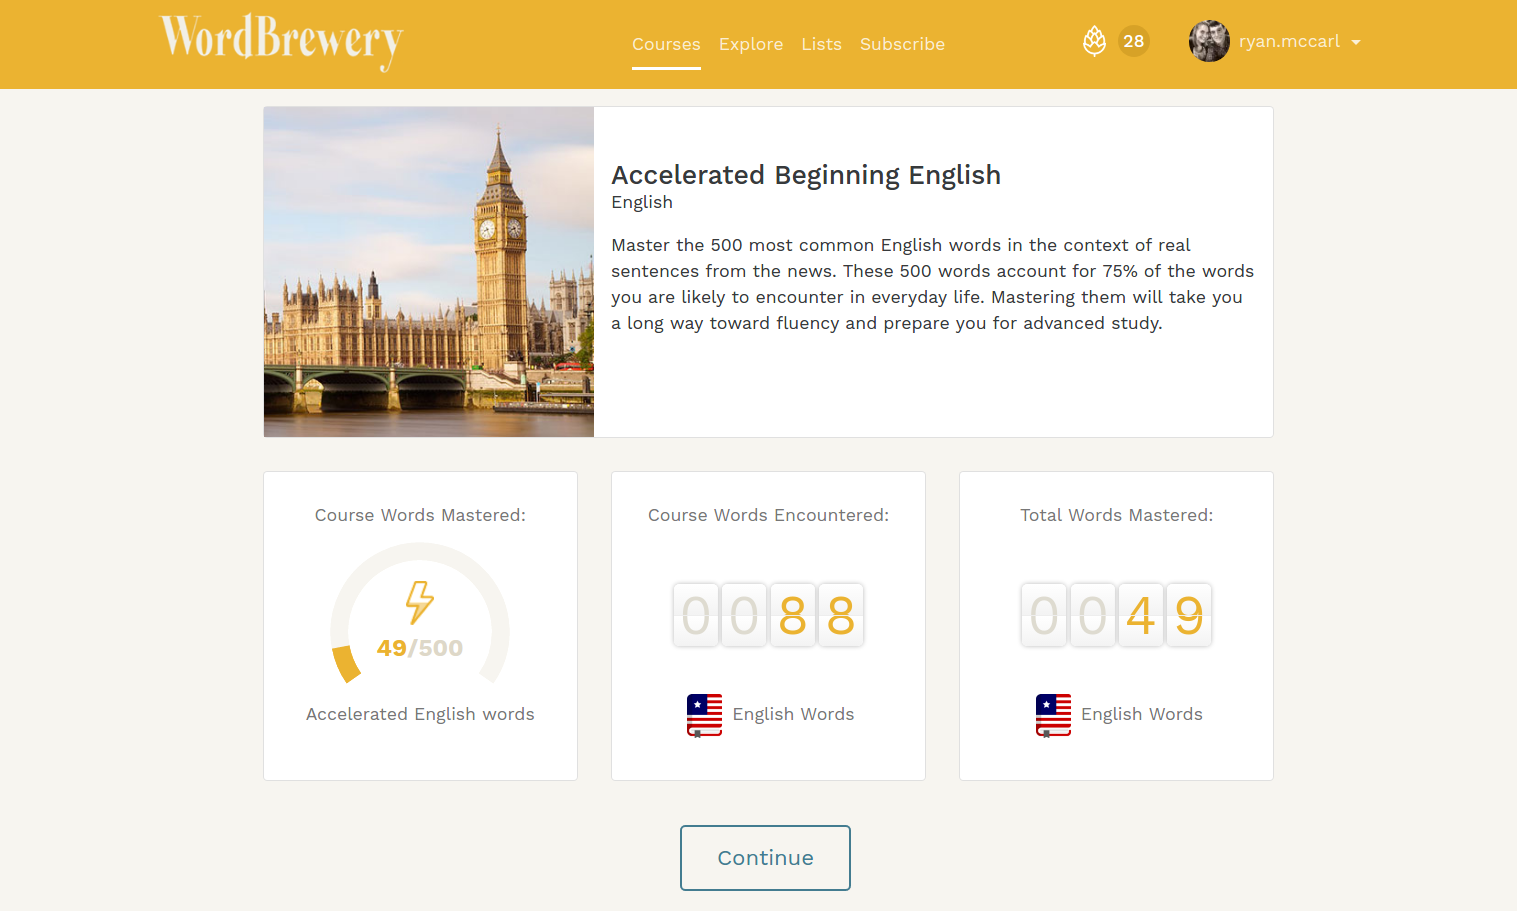 WordBrewery
Courses Explore Lists Subscribe
28
ryan.mccarl
Accelerated Beginning English
English
Master the 500 most common English words in the context of real
sentences from the news. These 500 words account for 75% of the words
you are likely to encounter in everyday life. Mastering them will take you
a long way toward fluency and prepare you for advanced study.
Course Words Mastered:
49/500
Accelerated English words
Course Words Encountered:
0088
English Words
Total Words Mastered:
0049
English Words
Continue